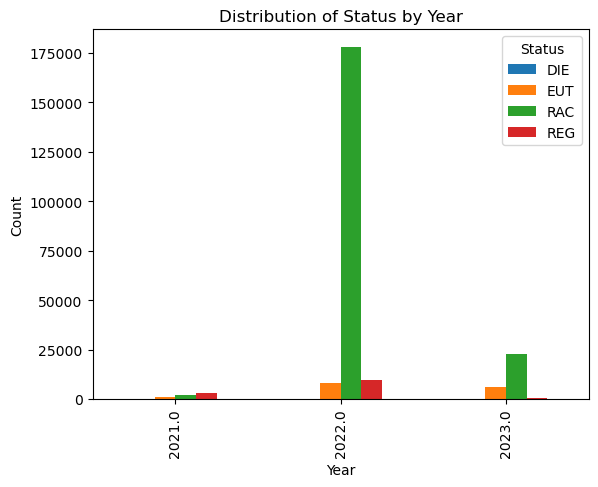 Distribution of Status by Year
Status
DIE
EUT
RAC
REG
175000
150000
125000
100000
75000
50000
25000
0
Count
2021.0
2022.0
2023.0
Year